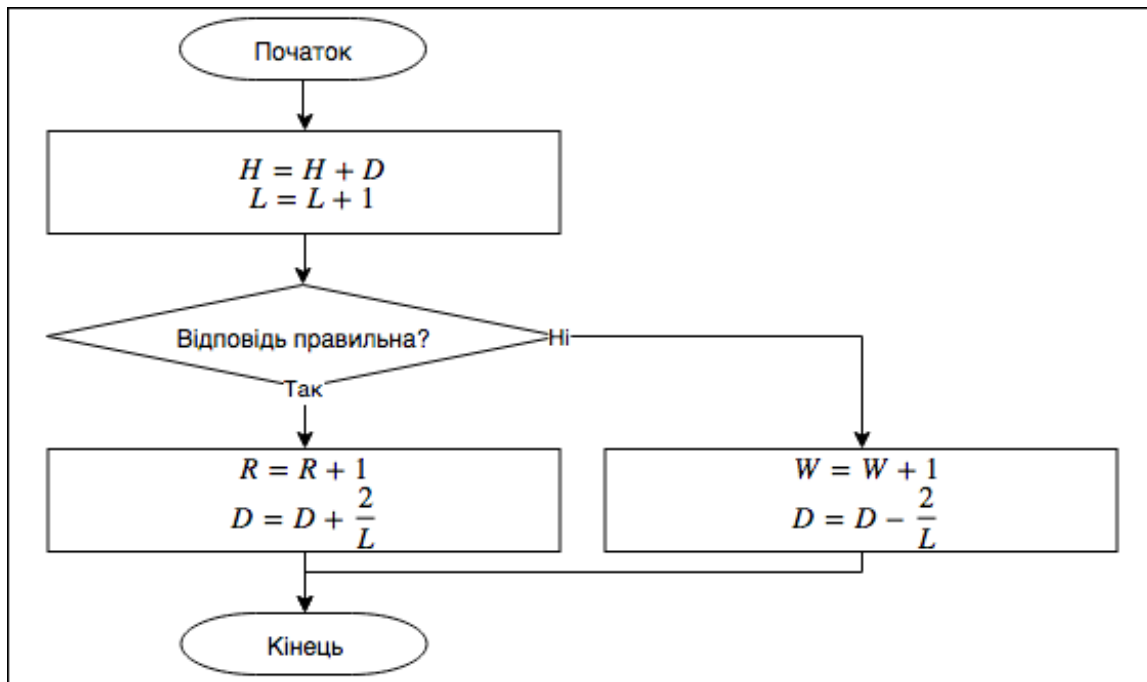 Початок
H = H + D
L = L + 1
Відповідь правильна?
Ні
Так
R = R + 1
D = D + 2/L
W = W + 1
D = D − 2/L
Кінець